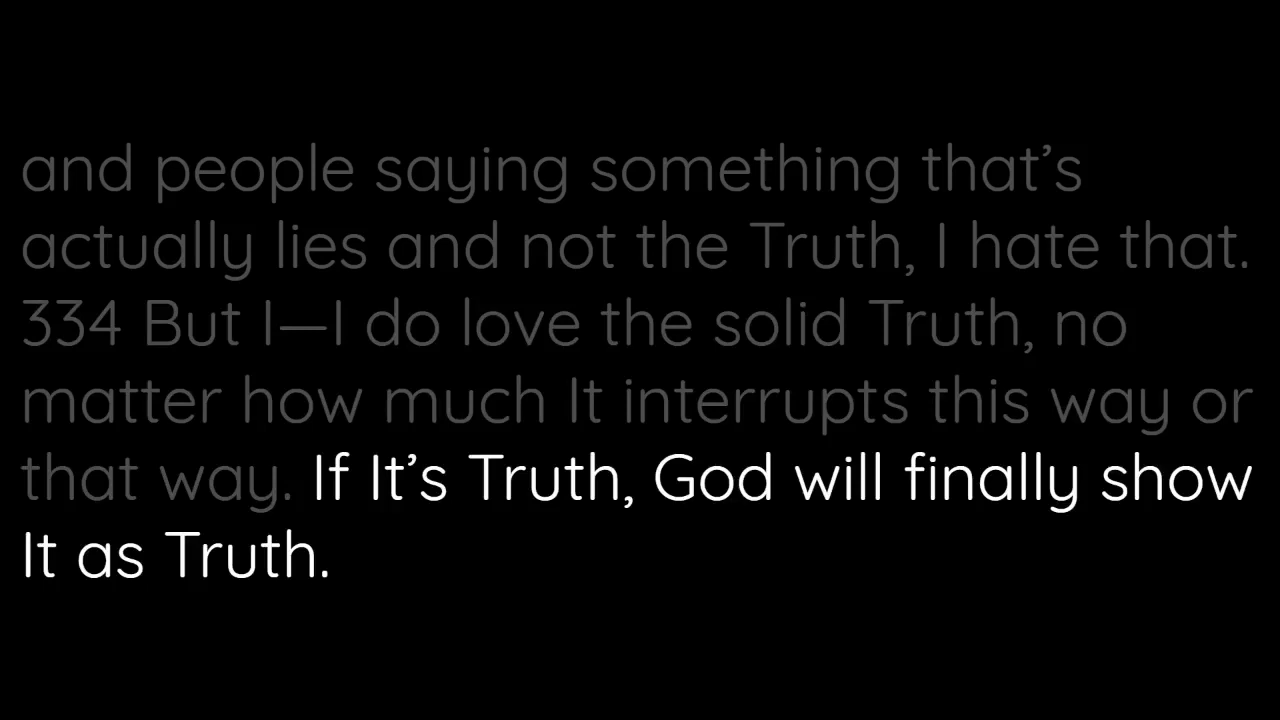 and people saying something that’s
actually lies and not the Truth, I hate that.
334 But I—I do love the solid Truth, no
matter how much It interrupts this way or
that way. If It’s Truth, God will finally show
It as Truth.